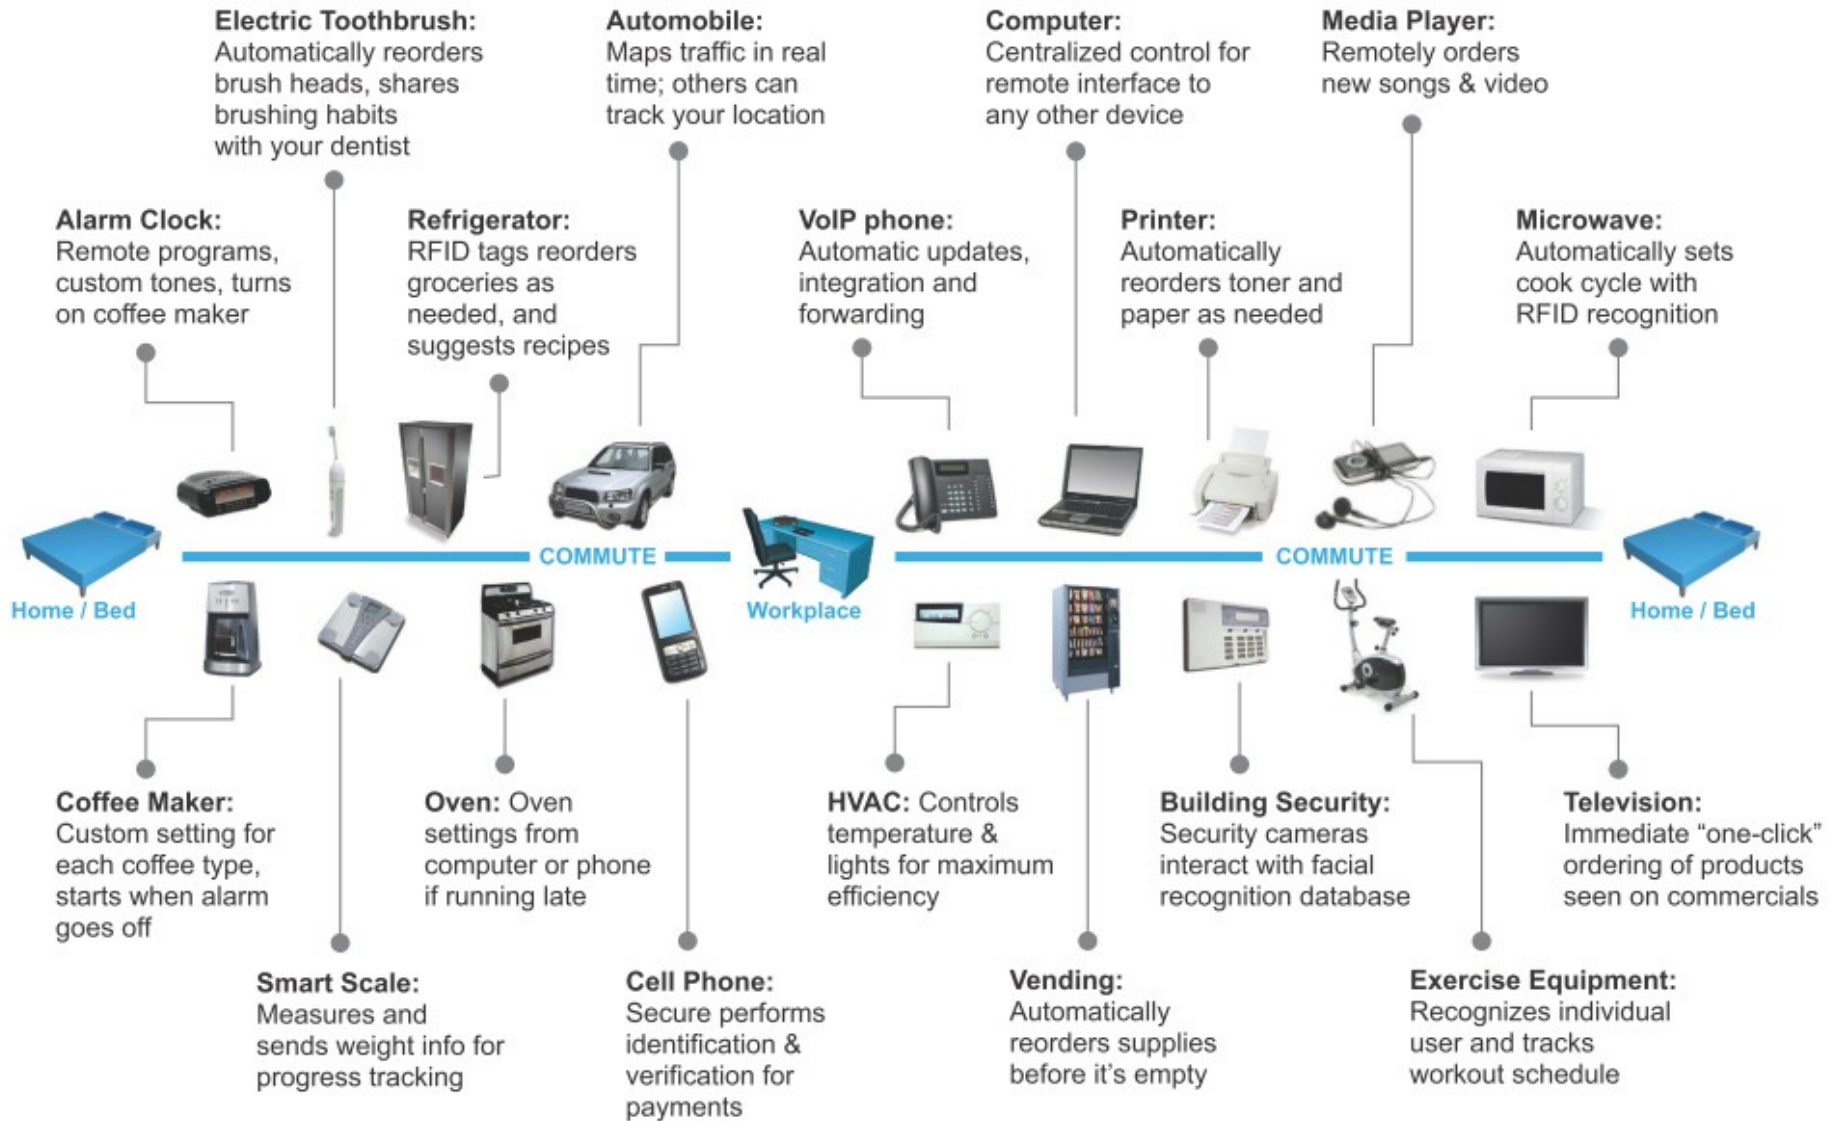 Electric Toothbrush:
Automatically reorders
brush heads, shares
brushing habits
with your dentist
Automobile:
Maps traffic in real
time; others can
track your location
Computer:
Centralized control for
remote interface to
any other device
Media Player:
Remotely orders
new songs & video
Alarm Clock:
Remote programs,
custom tones, turns
on coffee maker
Refrigerator:
RFID tags reorders
groceries as
needed, and
suggests recipes
VoIP phone:
Automatic updates,
integration and
forwarding
Printer:
Automatically
reorders toner and
paper as needed
Microwave:
Automatically sets
cook cycle with
RFID recognition
COMMUTE
COMMUTE
Home / Bed
Workplace
Home / Bed
Coffee Maker:
Custom setting for
each coffee type,
starts when alarm
goes off
Oven: Oven
settings from
computer or phone
if running late
HVAC: Controls
temperature &
lights for maximum
efficiency
Building Security:
Security cameras
interact with facial
recognition database
Television:
Immediate “one-click”
ordering of products
seen on commercials
Smart Scale:
Measures and
sends weight info for
progress tracking
Cell Phone:
Secure performs
identification &
verification for
payments
Vending:
Automatically
reorders supplies
before it’s empty
Exercise Equipment:
Recognizes individual
user and tracks
workout schedule